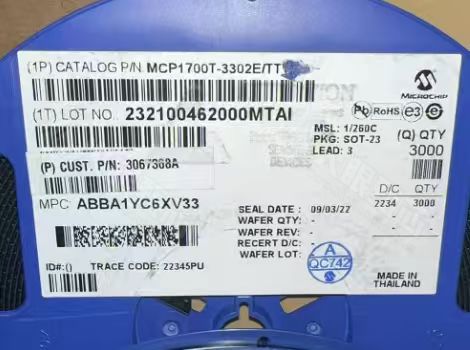 (1P) CATALOG P/N MCP1700T-3302E/TT
MICROCHIP
(1T) LOT NO. 232100462000MTAI
Pb RoHS e3 e
MSL: 1/260C
PKG: SOT-23
LEAD: 3
(Q) QTY
3000
DEVICES
(P) CUST. P/N: 3067368A
MPC ABBA1YC6XV33
D/C QTY
2234 3000
SEAL DATE : 09/03/22
WAFER QTY: -
WAFER REV: -
RECERT D/C: -
WAFER LOT:
A
QC742
ID#:() TRACE CODE: 22345PU
MADE IN
THAILAND